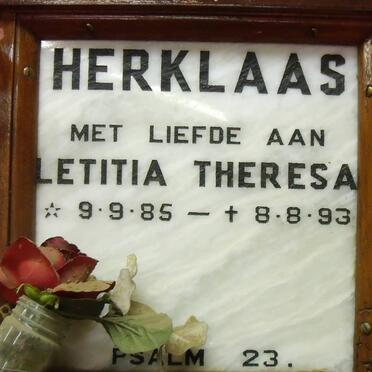 HERKLAAS
MET LIEFDE AAN
LETITIA THERESA
☆ 9·9·85 — ✝ 8·8·93
PSALM 23.